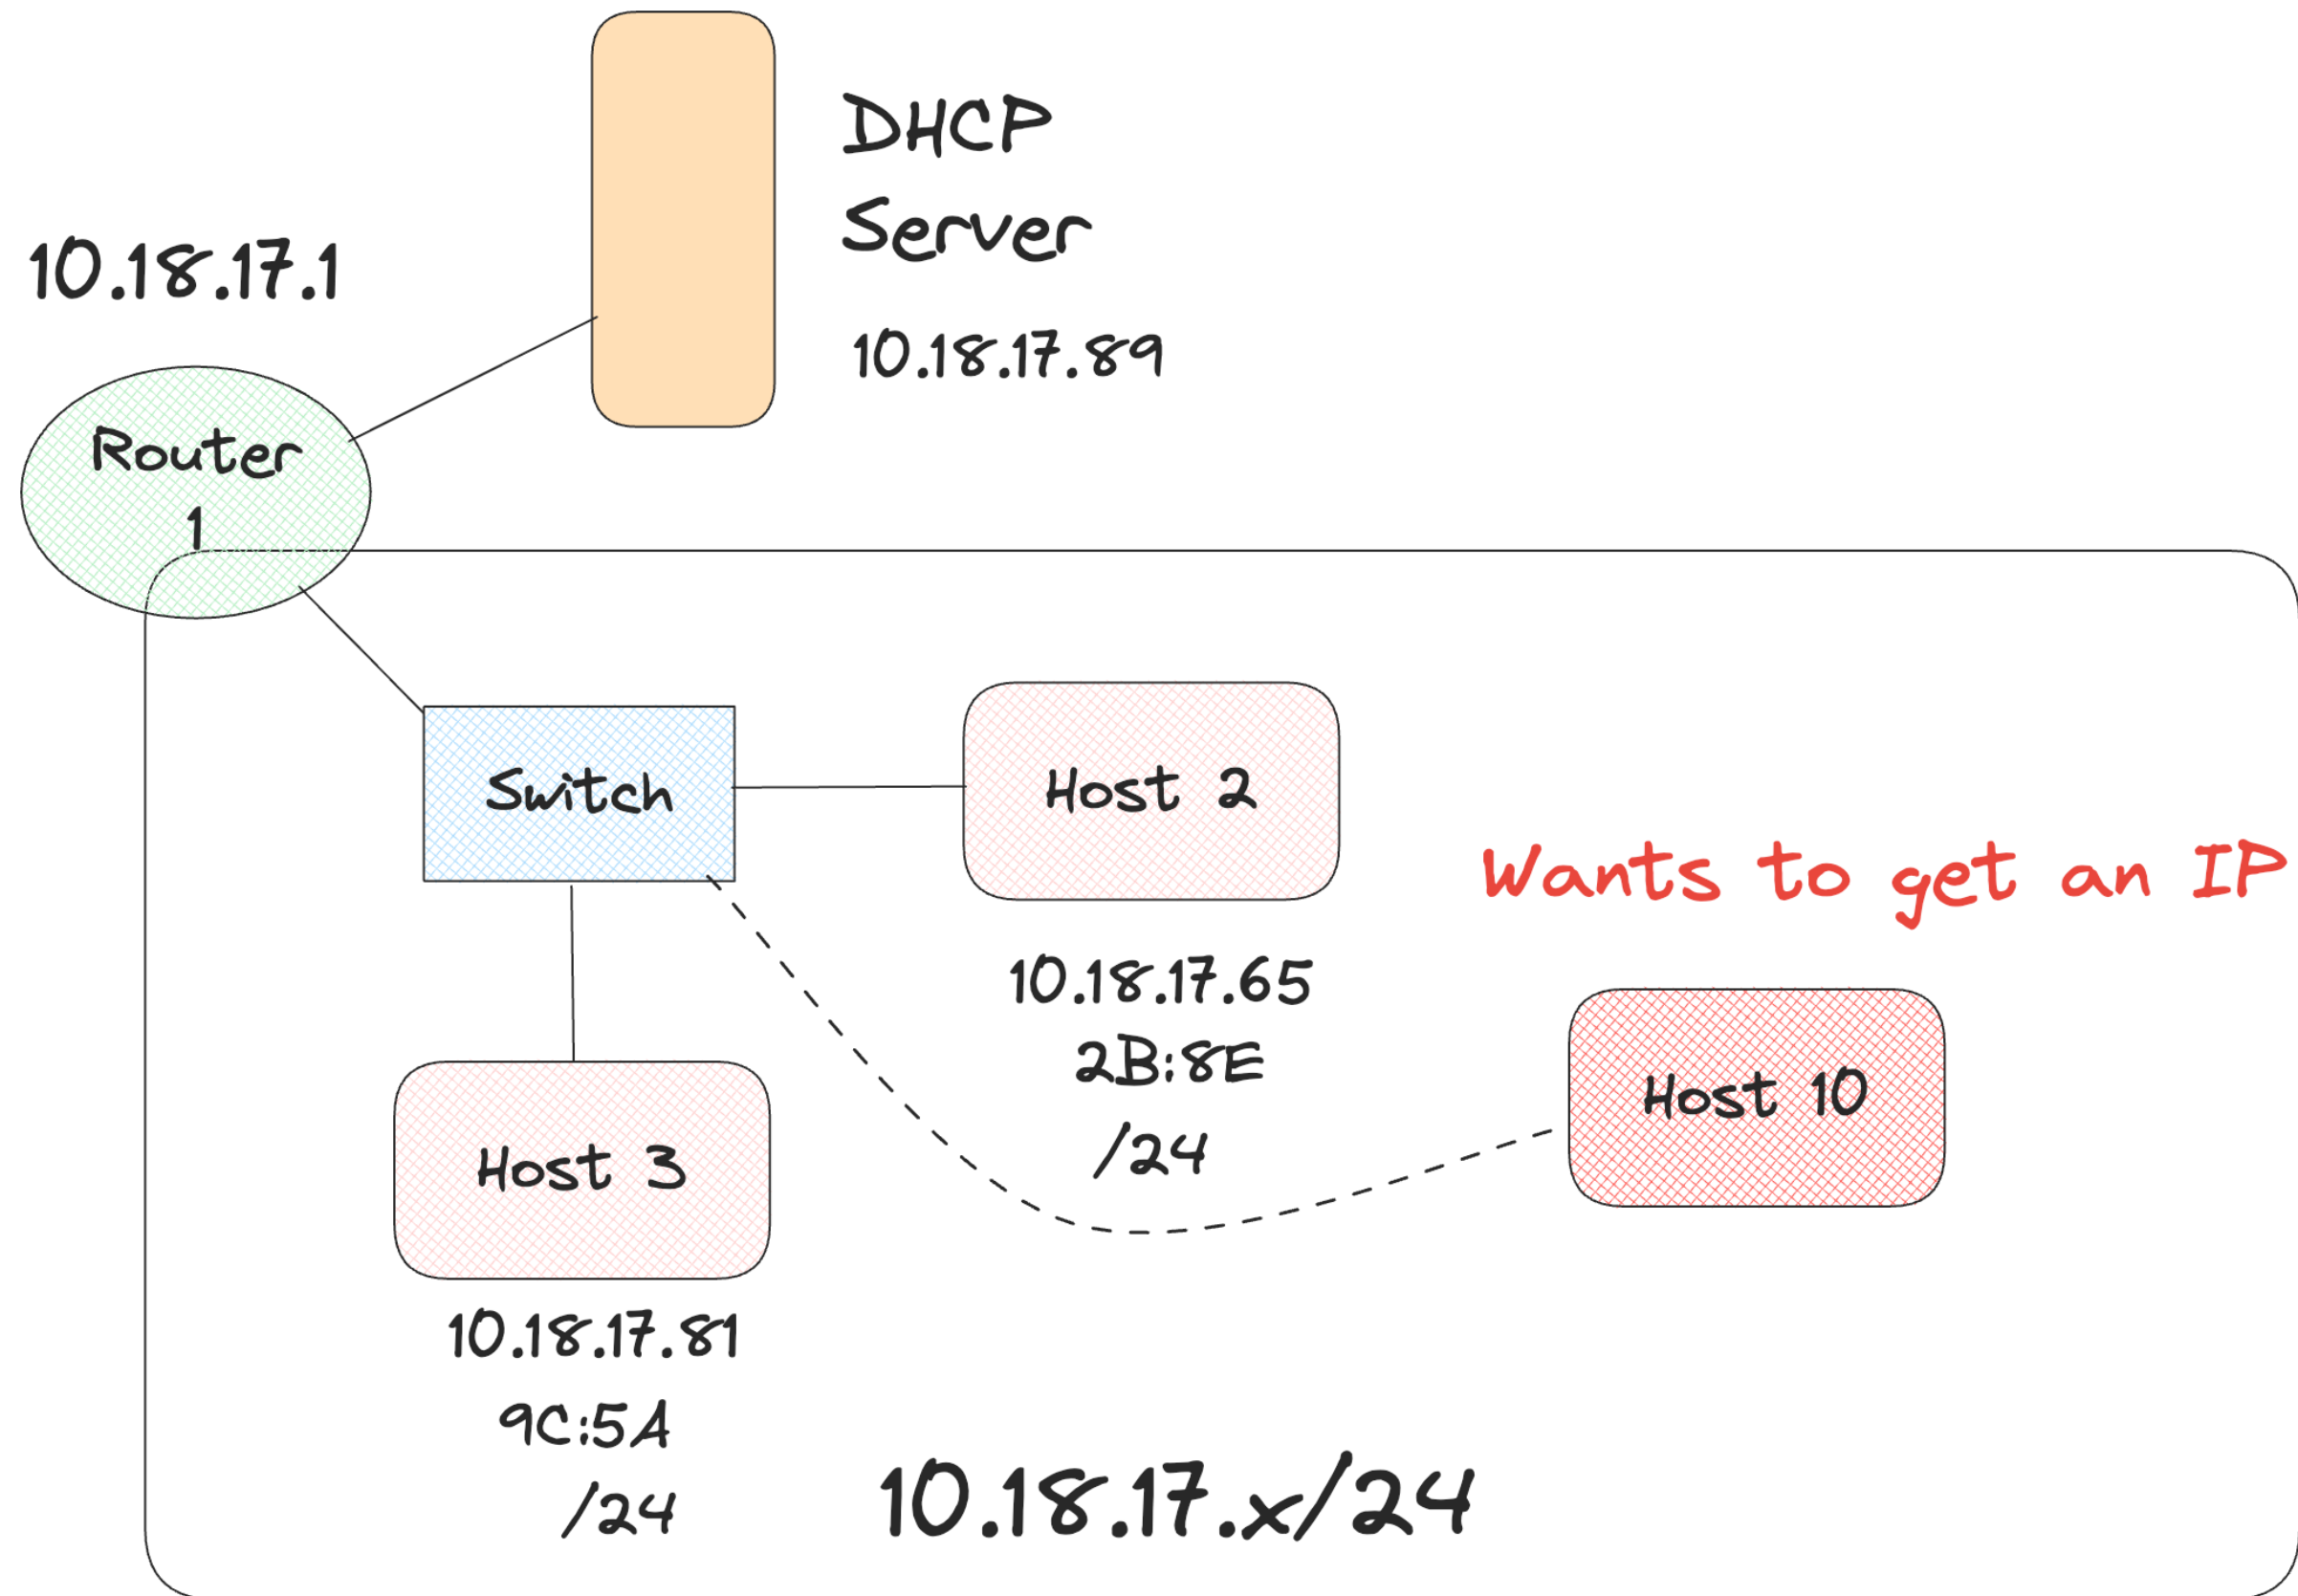 DHCP
Server
10.18.17.89
10.18.17.1
Router
1
Switch
Host 2
10.18.17.65
2B:8E
/24
Wants to get an IP
Host 10
Host 3
10.18.17.81
9C:5A
/24
10.18.17.x/24